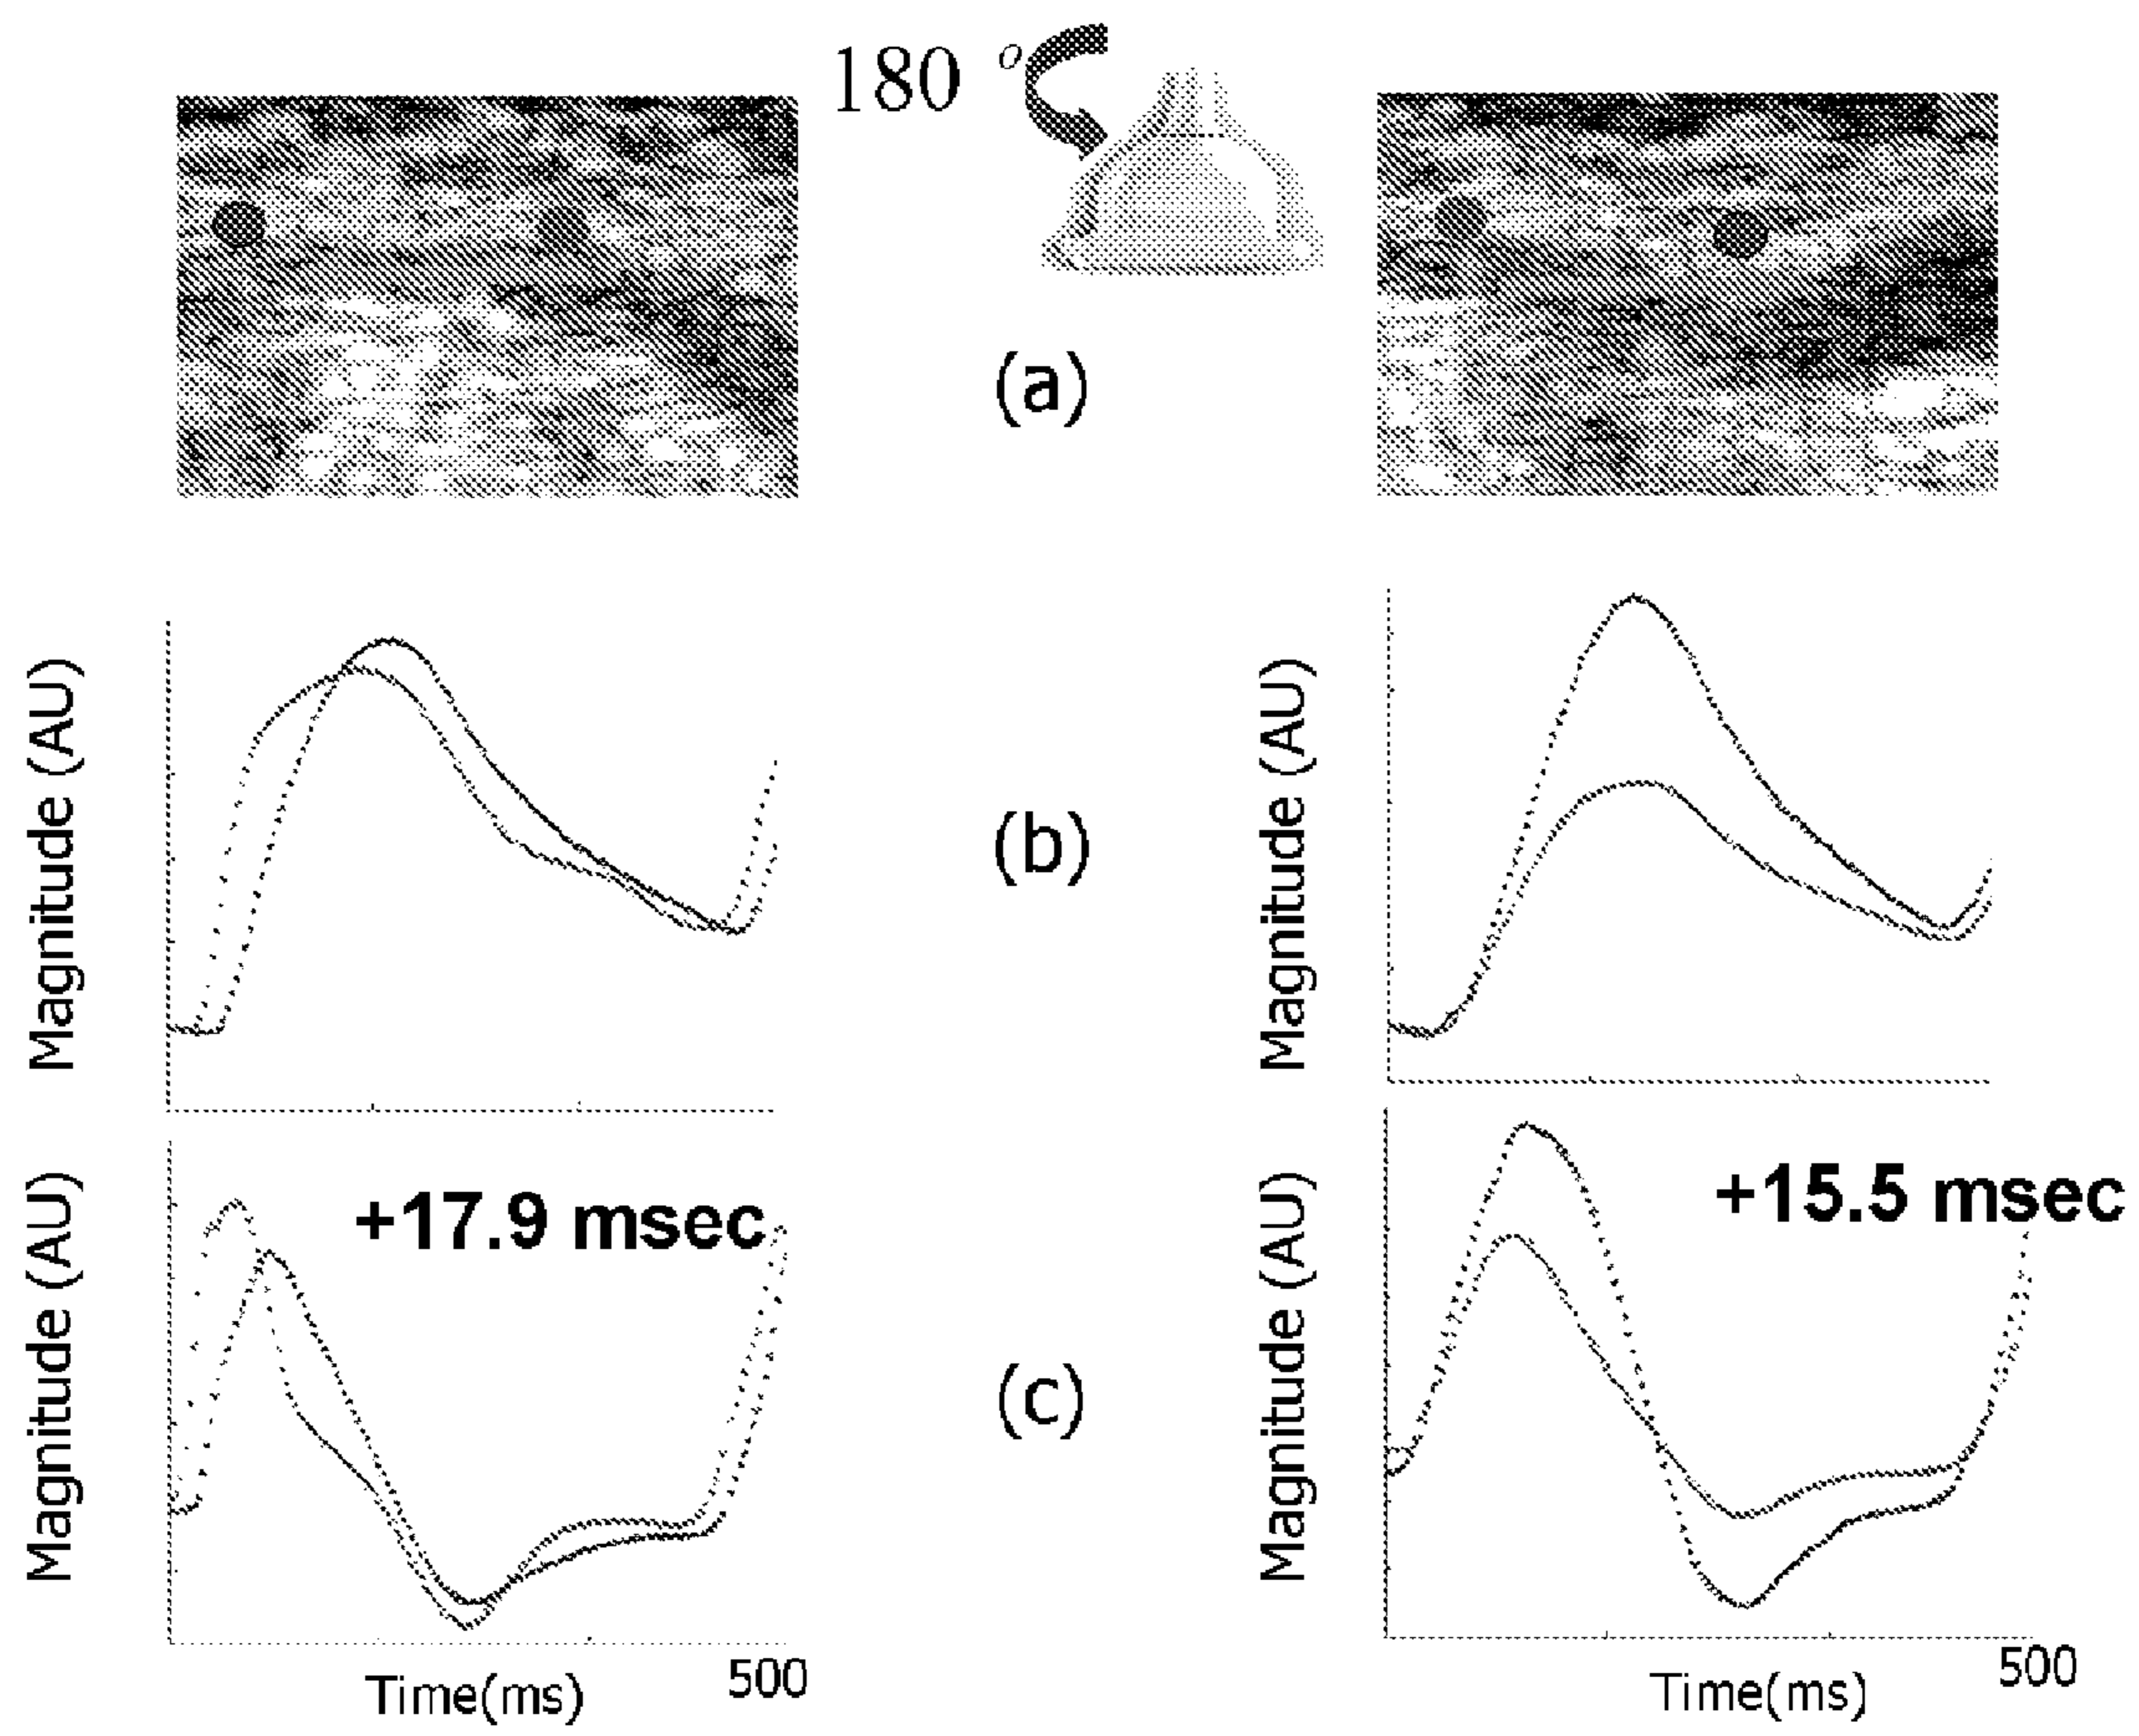 180 º
(a)
Magnitude (AU)
(b)
Magnitude (AU)
Magnitude (AU)
+17.9 msec
(c)
Magnitude (AU)
+15.5 msec
Time(ms)
500
Time(ms)
500